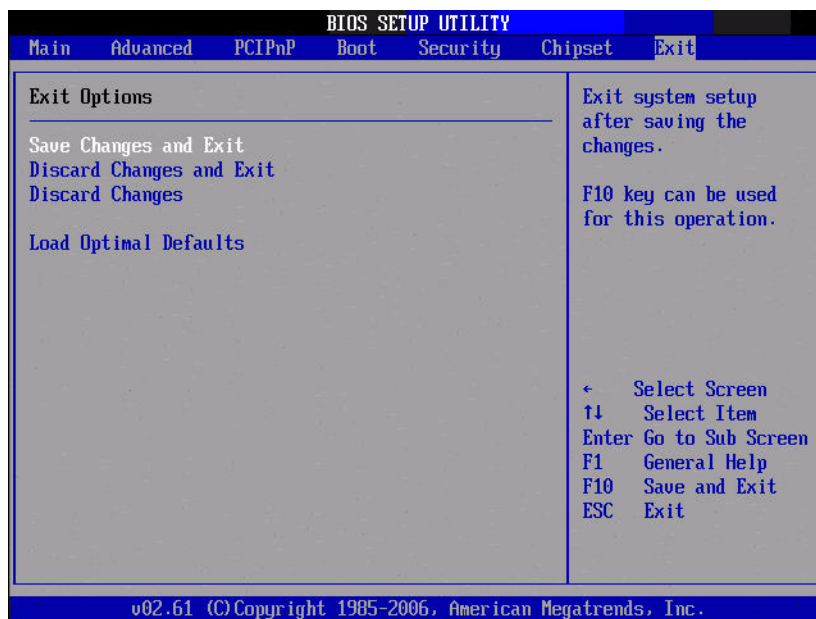 BIOS SETUP UTILITY
Main Advanced PCIPnP Boot Security Chipset Exit
Exit Options
Save Changes and Exit
Discard Changes and Exit
Discard Changes
Load Optimal Defaults
Exit system setup
after saving the
changes.
F10 key can be used
for this operation.
← Select Screen
↑↓ Select Item
Enter Go to Sub Screen
F1 General Help
F10 Save and Exit
ESC Exit
v02.61 (C)Copyright 1985-2006, American Megatrends, Inc.